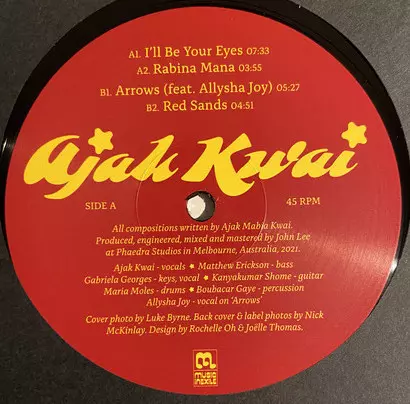 A1. I'll Be Your Eyes 07:33
A2. Rabina Mana 03:55
B1. Arrows (feat. Allysha Joy) 05:27
B2. Red Sands 04:51
Ajak Kwai
SIDE A
45 RPM
All compositions written by Ajak Mabia Kwai.
Produced, engineered, mixed and mastered by John Lee
at Phaedra Studios in Melbourne, Australia, 2021.
Ajak Kwai - vocals ★ Matthew Erickson - bass
Gabriela Georges - keys, vocal ★ Kanyakumar Shome - guitar
Maria Moles - drums ★ Boubacar Gaye - percussion
Allysha Joy - vocal on 'Arrows'
Cover photo by Luke Byrne. Back cover & label photos by Nick
McKinlay. Design by Rochelle Oh & Joëlle Thomas.
MUSIC
IN EXILE